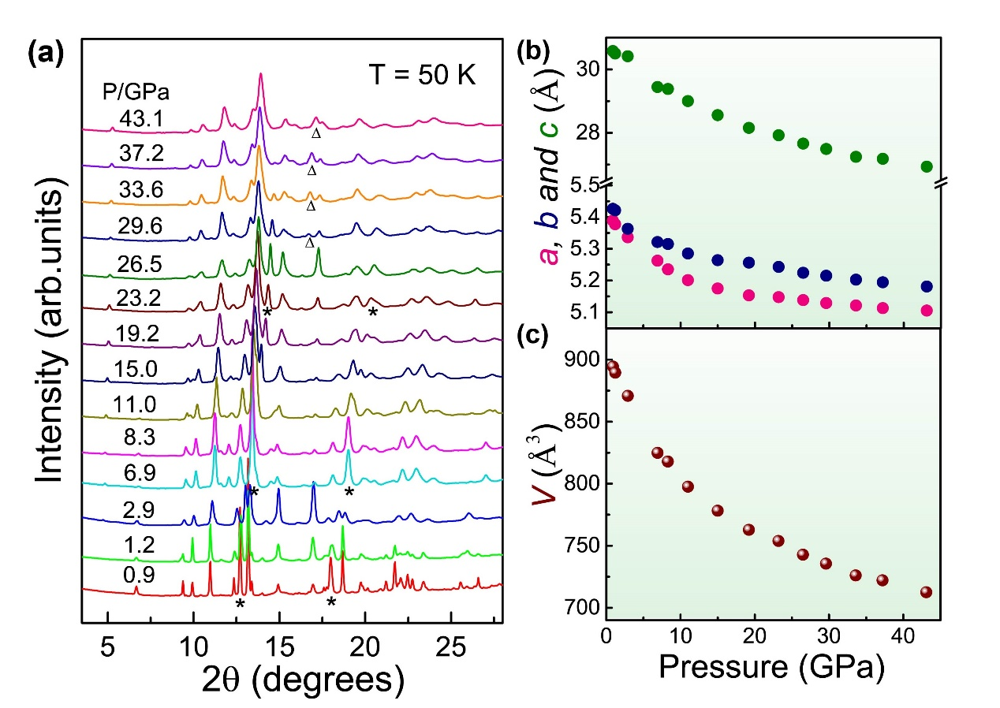 (a)
T = 50 K
P/GPa
43.1
37.2
33.6
29.6
26.5
23.2
19.2
15.0
11.0
8.3
6.9
2.9
1.2
0.9
Δ
Δ
Δ
Δ
* *
* *
* *
Intensity (arb.units)
5 10 15 20 25
2θ (degrees)
(b)
a, b and c (Å)
30
28
5.5
5.4
5.3
5.2
5.1
(c)
V (Å³)
900
850
800
750
700
0 10 20 30 40
Pressure (GPa)